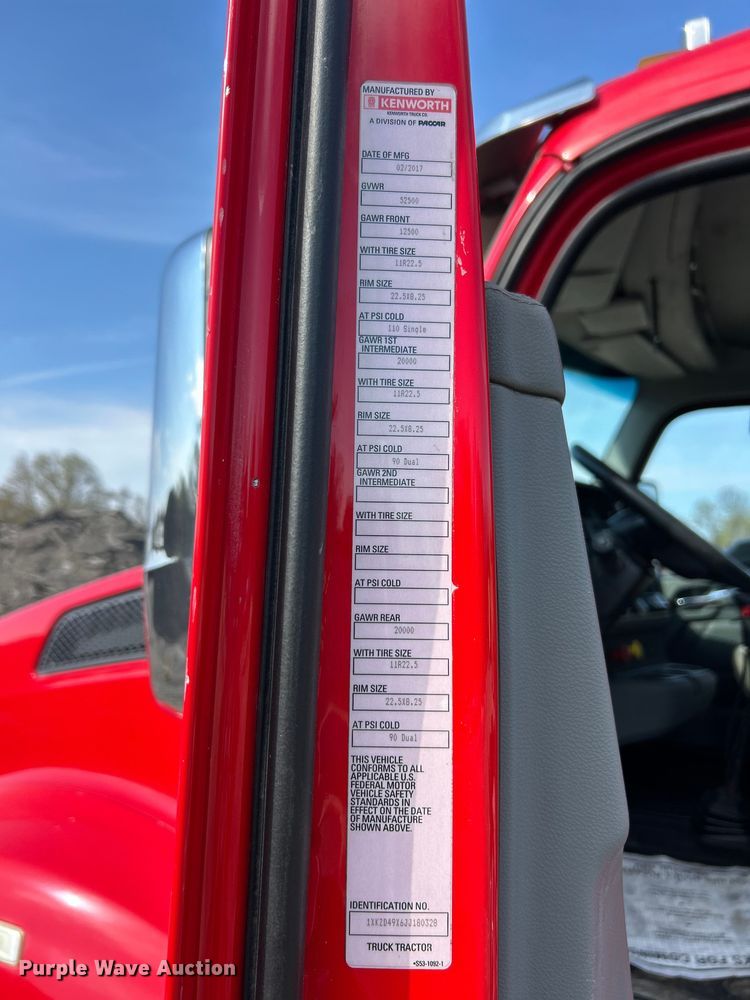 MANUFACTURED BY
KENWORTH
KENWORTH TRUCK CO.
A DIVISION OF PACCAR
DATE OF MFG
02/2017
GVWR
52500
GAWR FRONT
12500
WITH TIRE SIZE
11R22.5
RIM SIZE
22.5X8.25
AT PSI COLD
110 Single
GAWR 1ST
INTERMEDIATE
20000
WITH TIRE SIZE
11R22.5
RIM SIZE
22.5X8.25
AT PSI COLD
90 Dual
GAWR 2ND
INTERMEDIATE
WITH TIRE SIZE
RIM SIZE
AT PSI COLD
GAWR REAR
20000
WITH TIRE SIZE
11R22.5
RIM SIZE
22.5X8.25
AT PSI COLD
90 Dual
THIS VEHICLE
CONFORMS TO ALL
APPLICABLE U.S.
FEDERAL MOTOR
VEHICLE SAFETY
STANDARDS IN
EFFECT ON THE DATE
OF MANUFACTURE
SHOWN ABOVE.
IDENTIFICATION NO.
1XK2D49X6JJ180328
TRUCK TRACTOR
+S53-1092-1
Purple Wave Auction